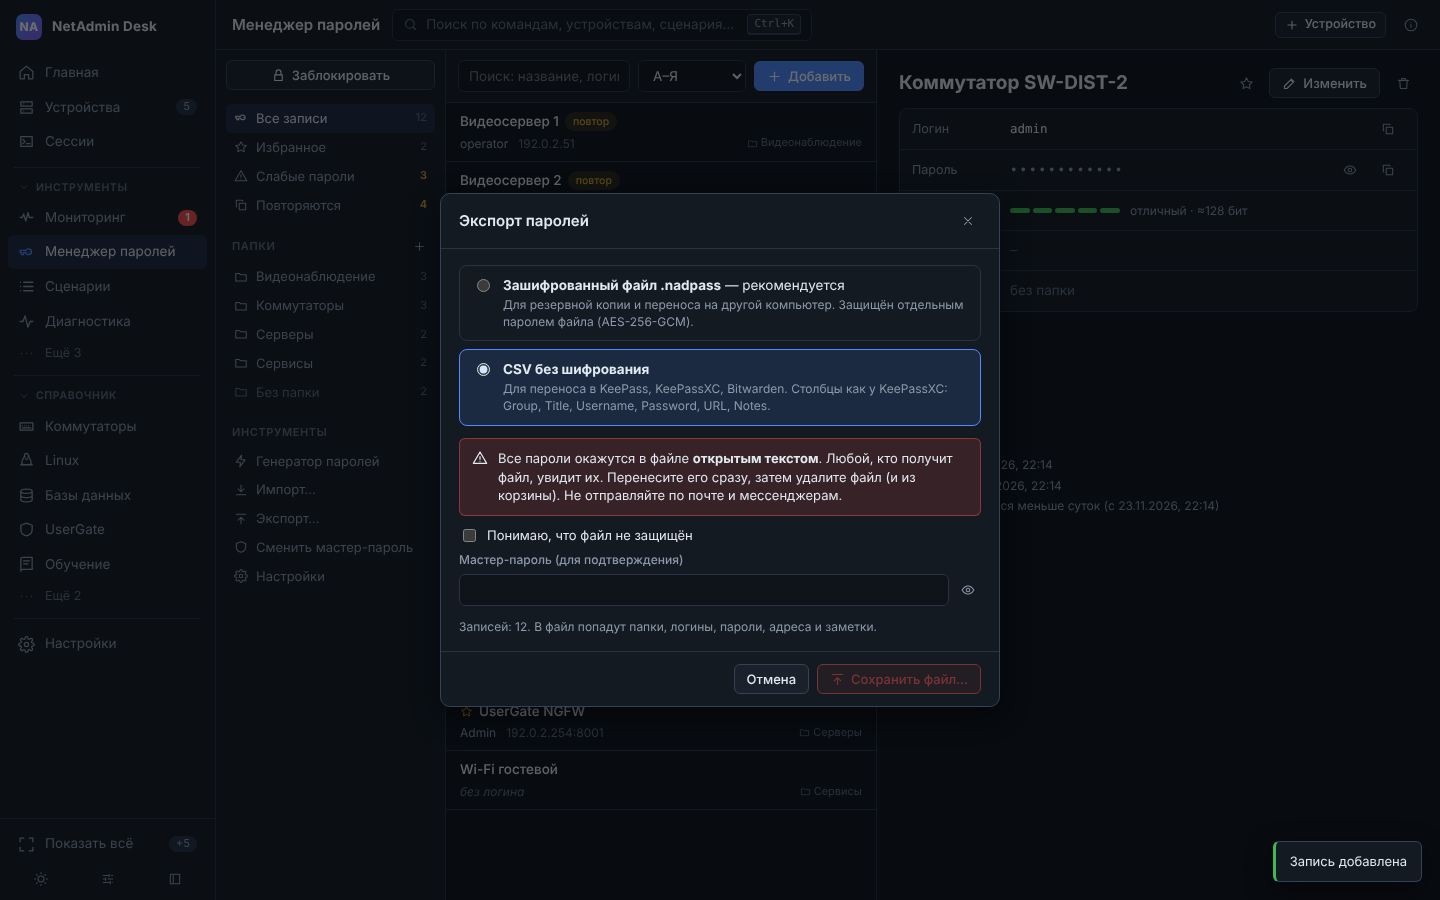 NA NetAdmin Desk
Главная
Устройства 5
Сессии
ИНСТРУМЕНТЫ
Мониторинг 1
Менеджер паролей
Сценарии
Диагностика
Ещё 3
СПРАВОЧНИК
Коммутаторы
Linux
Базы данных
UserGate
Обучение
Ещё 2
Настройки
Показать всё +5
Менеджер паролей
Поиск по командам, устройствам, сценария... Ctrl+K
Устройство
Заблокировать
Все записи 12
Избранное 2
Слабые пароли 3
Повторяются 4
ПАПКИ
Видеонаблюдение 3
Коммутаторы 3
Серверы 2
Сервисы 2
Без папки 2
ИНСТРУМЕНТЫ
Генератор паролей
Импорт...
Экспорт...
Сменить мастер-пароль
Настройки
Поиск: название, логи
А–Я
Добавить
Видеосервер 1 повтор
operator 192.0.2.51 Видеонаблюдение
Видеосервер 2 повтор
UserGate NGFW
Admin 192.0.2.254:8001 Серверы
Wi-Fi гостевой
без логина Сервисы
Коммутатор SW-DIST-2
Изменить
Логин admin
Пароль ••••••••••••
отличный · ≈128 бит
—
без папки
26, 22:14
2026, 22:14
ся меньше суток (с 23.11.2026, 22:14)
Экспорт паролей
Зашифрованный файл .nadpass — рекомендуется
Для резервной копии и переноса на другой компьютер. Защищён отдельным
паролем файла (AES-256-GCM).
CSV без шифрования
Для переноса в KeePass, KeePassXC, Bitwarden. Столбцы как у KeePassXC:
Group, Title, Username, Password, URL, Notes.
Все пароли окажутся в файле открытым текстом. Любой, кто получит
файл, увидит их. Перенесите его сразу, затем удалите файл (и из
корзины). Не отправляйте по почте и мессенджерам.
Понимаю, что файл не защищён
Мастер-пароль (для подтверждения)
Записей: 12. В файл попадут папки, логины, пароли, адреса и заметки.
Отмена
Сохранить файл...
Запись добавлена